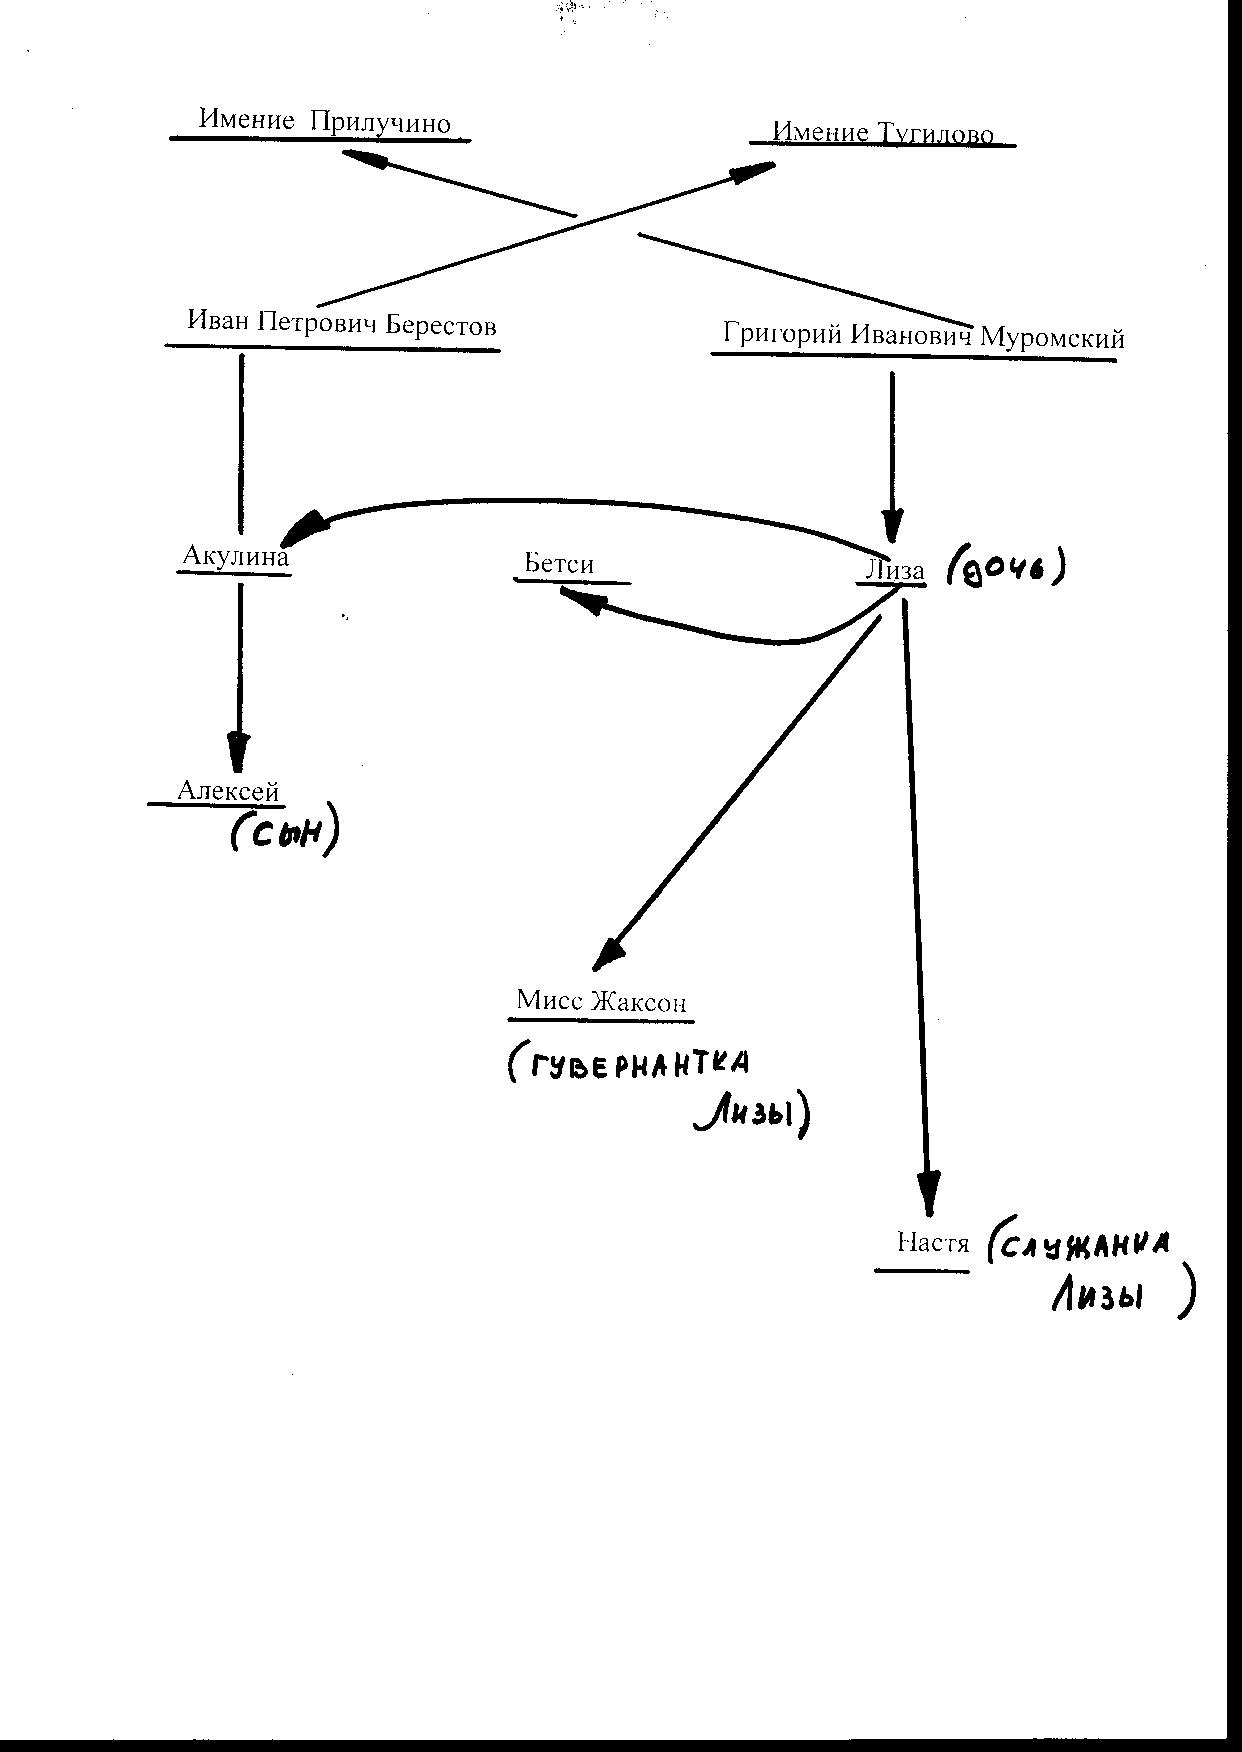 Имение Прилучино
Имение Тугилово
Иван Петрович Берестов
Григорий Иванович Муромский
Акулина
Бетси
Лиза (дочь)
Алексей
(сын)
Мисс Жаксон
(ГУВЕРНАНТКА
Лизы)
Настя (СЛУЖАНКА
Лизы)